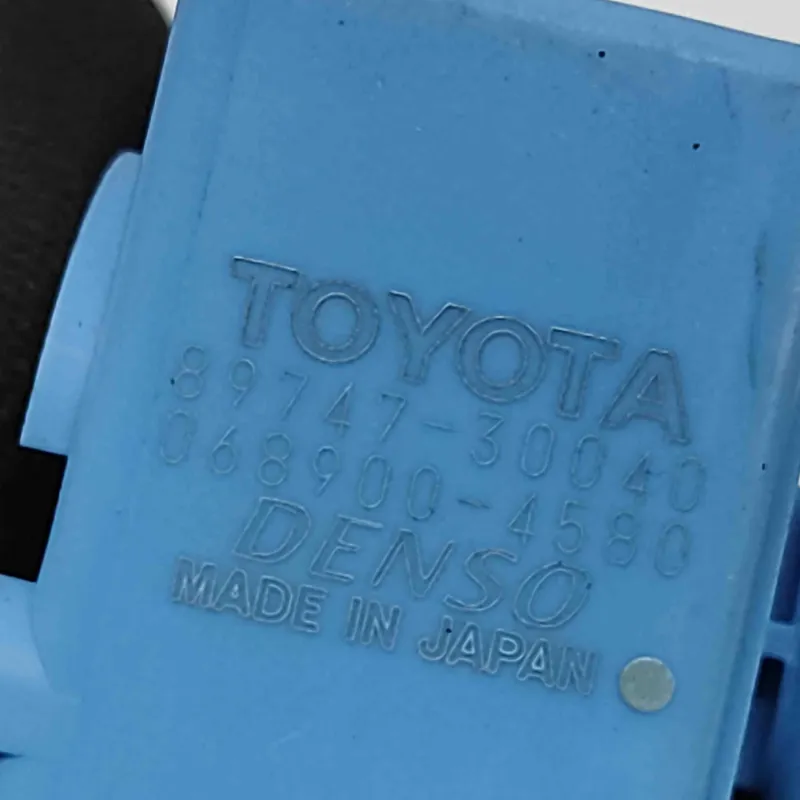 TOYOTA
89747-30040
068900-4580
DENSO
MADE IN JAPAN